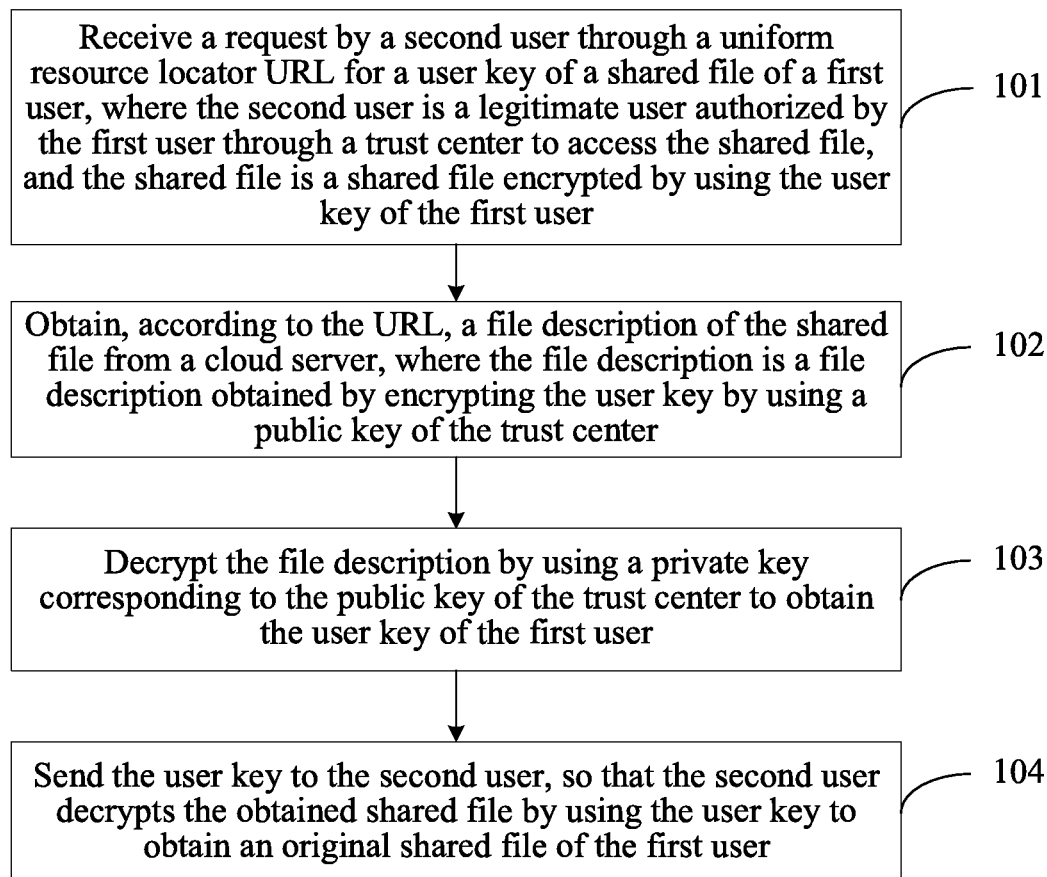 Receive a request by a second user through a uniform
resource locator URL for a user key of a shared file of a first
user, where the second user is a legitimate user authorized by
the first user through a trust center to access the shared file,
and the shared file is a shared file encrypted by using the user
key of the first user
101
Obtain, according to the URL, a file description of the shared
file from a cloud server, where the file description is a file
description obtained by encrypting the user key by using a
public key of the trust center
102
Decrypt the file description by using a private key
corresponding to the public key of the trust center to obtain
the user key of the first user
103
Send the user key to the second user, so that the second user
decrypts the obtained shared file by using the user key to
obtain an original shared file of the first user
104